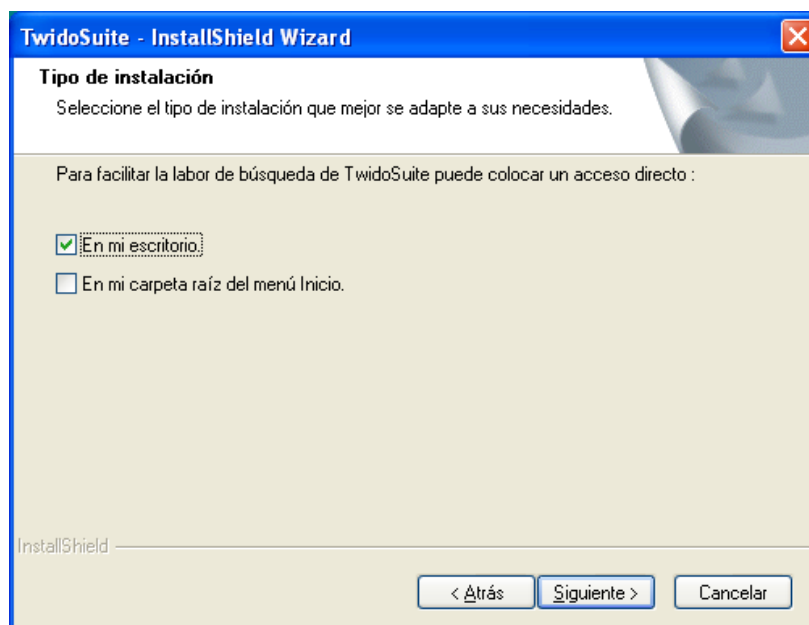 TwidoSuite - InstallShield Wizard
Tipo de instalación
Seleccione el tipo de instalación que mejor se adapte a sus necesidades.
Para facilitar la labor de búsqueda de TwidoSuite puede colocar un acceso directo :
En mi escritorio.
En mi carpeta raíz del menú Inicio.
InstallShield
< Atrás Siguiente > Cancelar